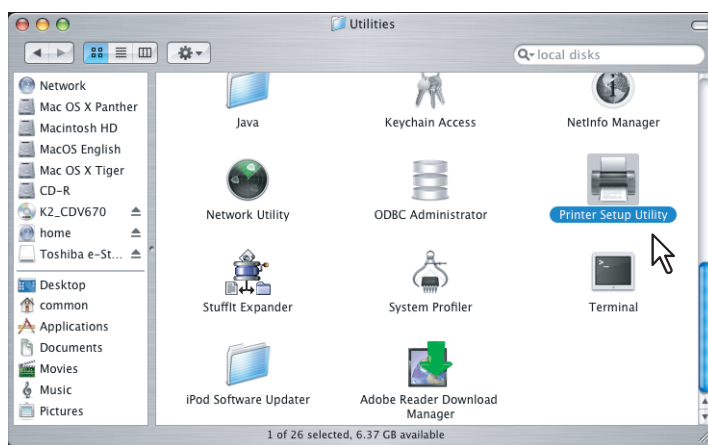 Utilities
local disks
Network
Mac OS X Panther
Macintosh HD
MacOS English
Mac OS X Tiger
CD-R
K2_CDV670
home
Toshiba e-St...
Desktop
common
Applications
Documents
Movies
Music
Pictures
Java
Keychain Access
NetInfo Manager
Network Utility
ODBC Administrator
Printer Setup Utility
StuffIt Expander
System Profiler
Terminal
iPod Software Updater
Adobe Reader Download
Manager
1 of 26 selected, 6.37 GB available